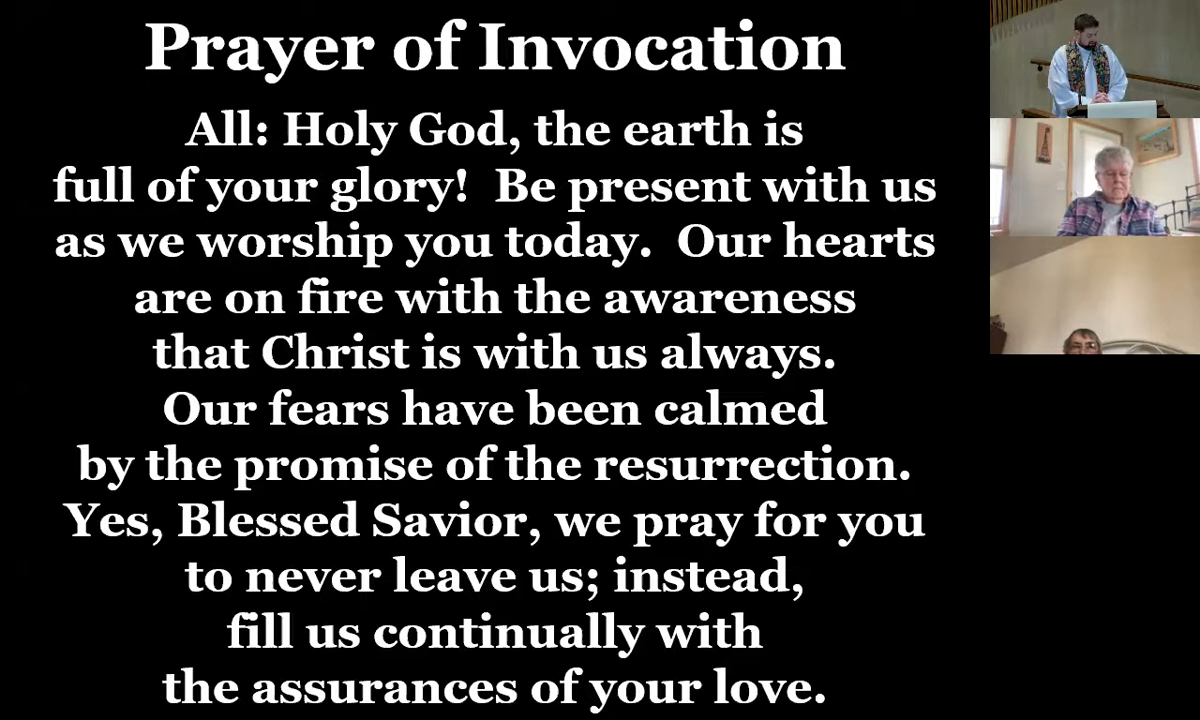 Prayer of Invocation
All: Holy God, the earth is
full of your glory!  Be present with us
as we worship you today.  Our hearts
are on fire with the awareness
that Christ is with us always.
Our fears have been calmed
by the promise of the resurrection.
Yes, Blessed Savior, we pray for you
to never leave us; instead,
fill us continually with
the assurances of your love.